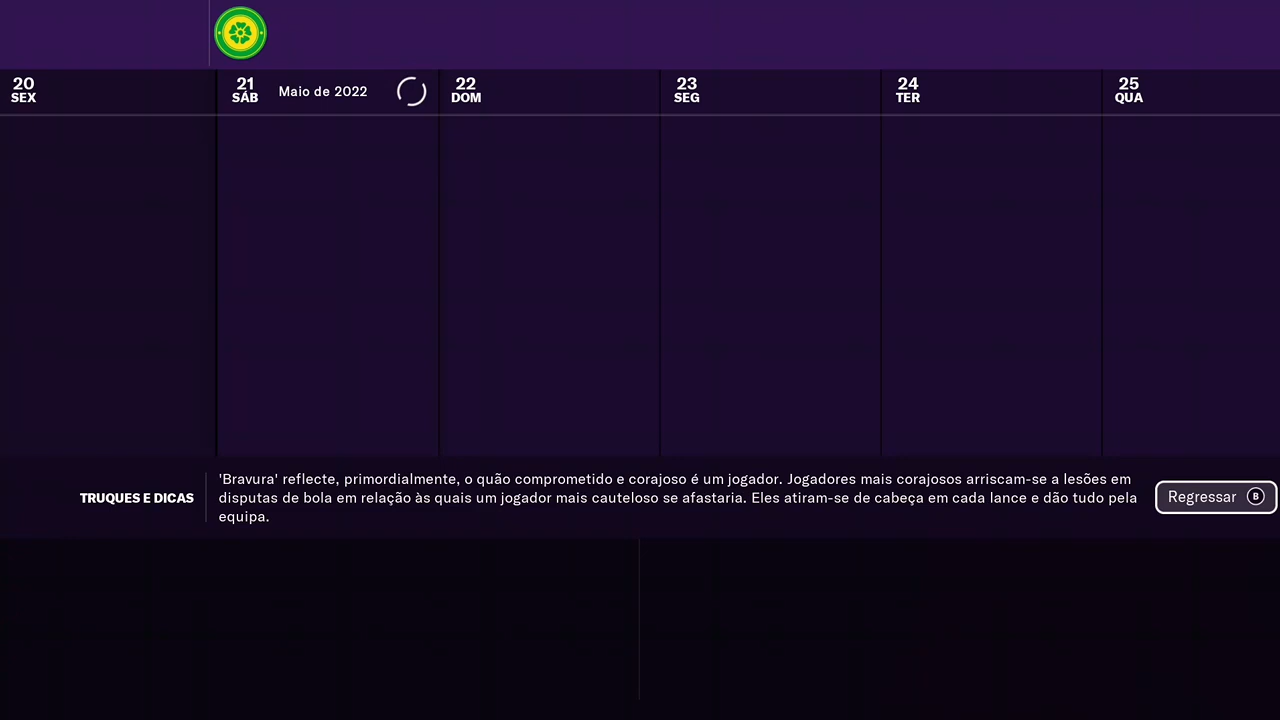 20
SEX
21
SÁB
Maio de 2022
22
DOM
23
SEG
24
TER
25
QUA
TRUQUES E DICAS
'Bravura' reflecte, primordialmente, o quão comprometido e corajoso é um jogador. Jogadores mais corajosos arriscam-se a lesões em
disputas de bola em relação às quais um jogador mais cauteloso se afastaria. Eles atiram-se de cabeça em cada lance e dão tudo pela
equipa.
Regressar B